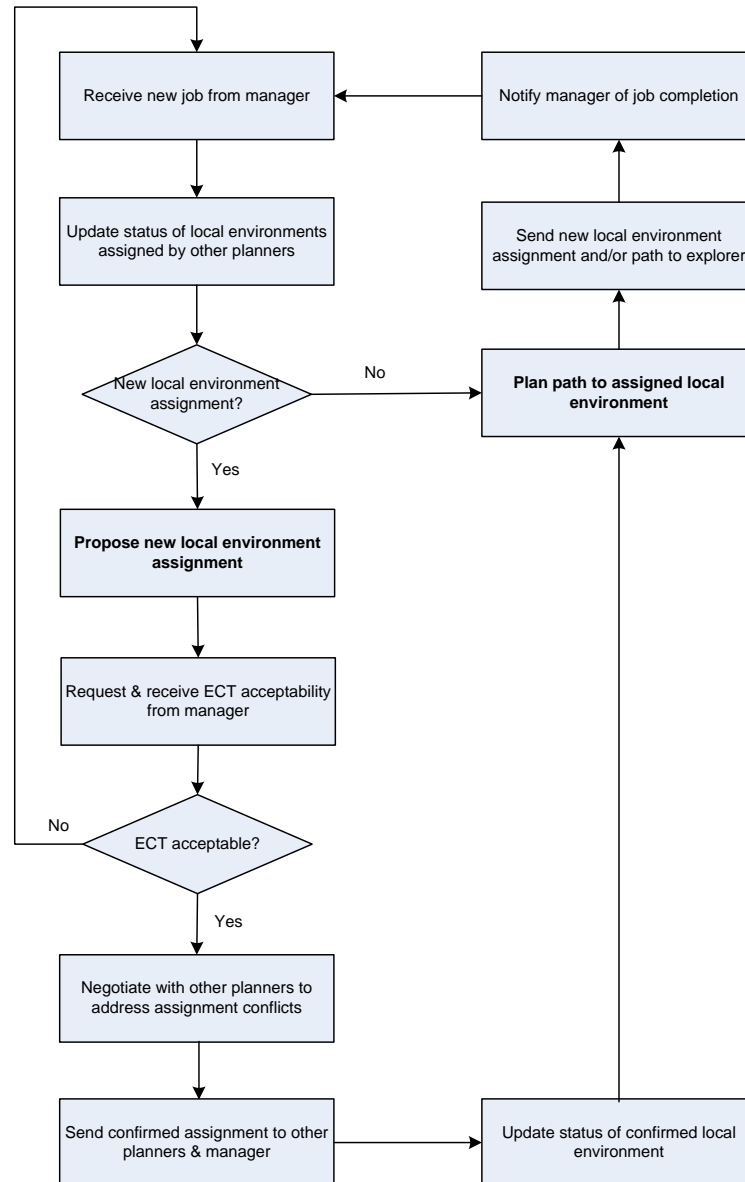 Receive new job from manager
Notify manager of job completion
Update status of local environments
assigned by other planners
Send new local environment
assignment and/or path to explorer
New local environment
assignment?
No
Plan path to assigned local
environment
Yes
Propose new local environment
assignment
Request & receive ECT acceptability
from manager
No
ECT acceptable?
Yes
Negotiate with other planners to
address assignment conflicts
Send confirmed assignment to other
planners & manager
Update status of confirmed local
environment